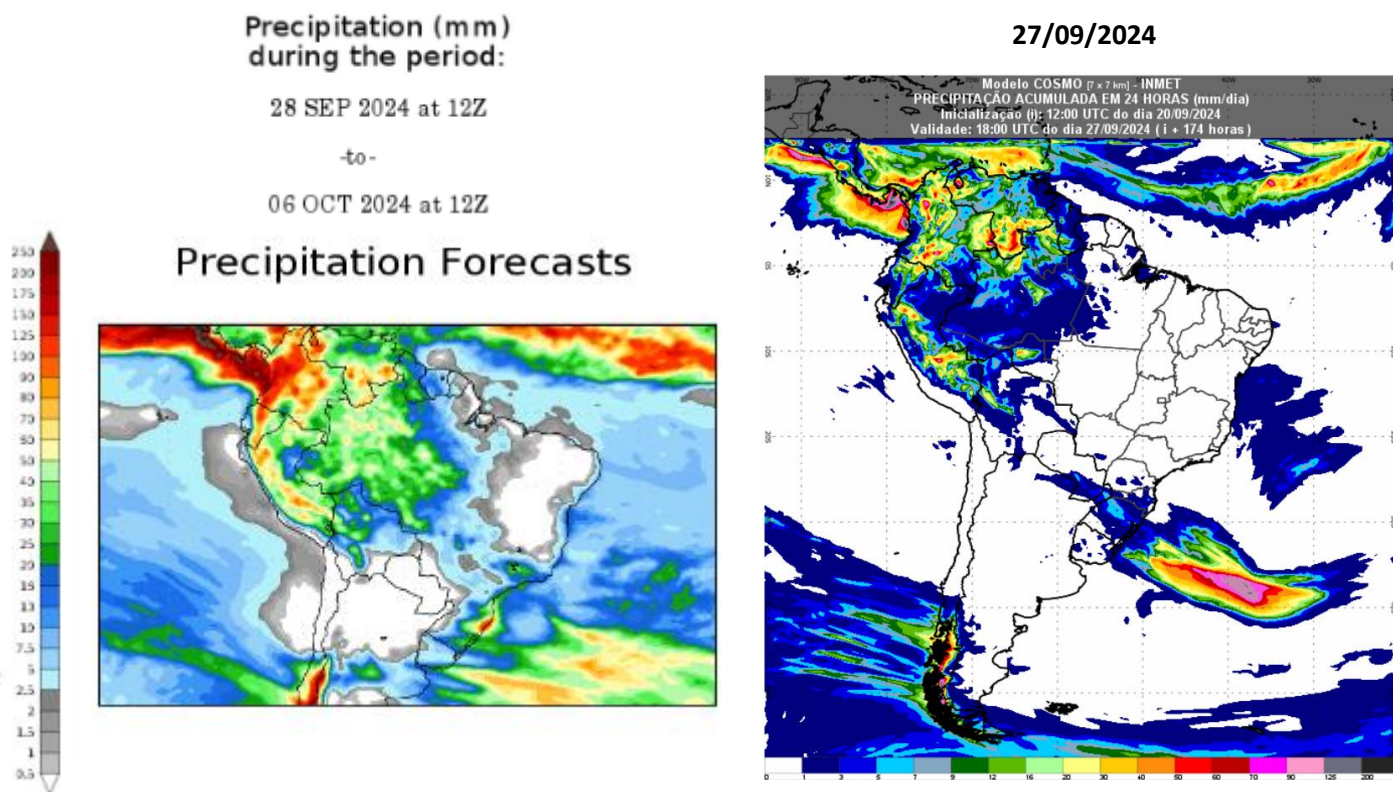 Precipitation (mm)
during the period:
28 SEP 2024 at 12Z
-to-
06 OCT 2024 at 12Z
Precipitation Forecasts
250
200
175
150
125
100
90
80
70
60
50
40
35
30
25
20
15
13
10
7.5
5
2.5
2
1.5
1
0.5
27/09/2024
Modelo COSMO [7 x 7 km] - INMET
PRECIPITAÇÃO ACUMULADA EM 24 HORAS (mm/dia)
Inicialização (i): 12:00 UTC do dia 20/09/2024
Validade: 18:00 UTC do dia 27/09/2024 ( i + 174 horas )
10N
10S
20S
0 1 3 5 7 9 12 16 20 30 40 50 60 70 90 125 200